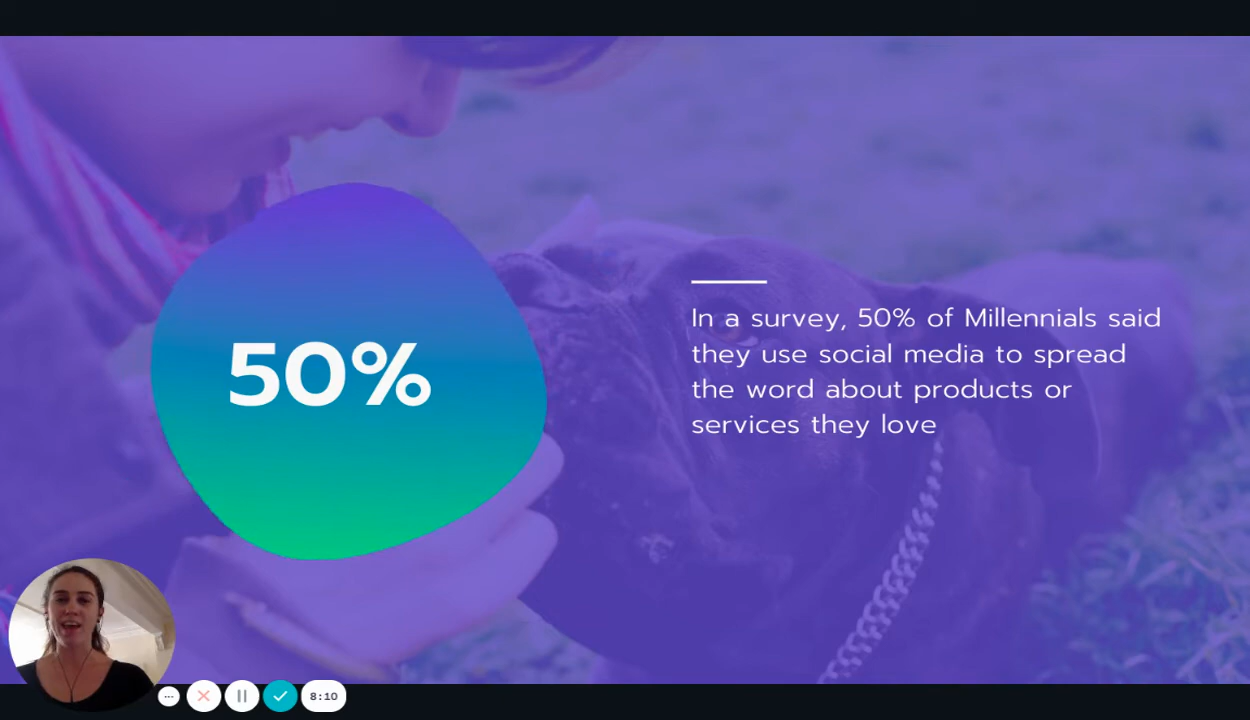 50%
In a survey, 50% of Millennials said
they use social media to spread
the word about products or
services they love
8:10